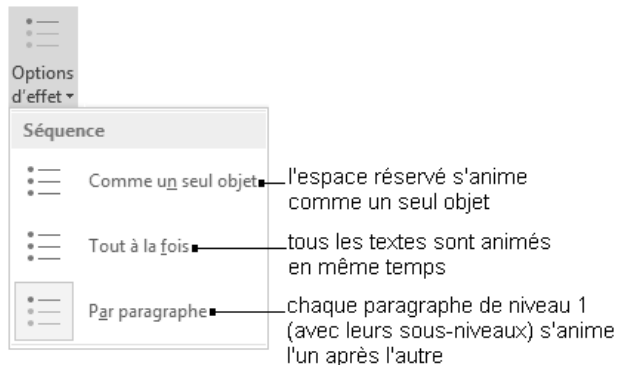 Options
d'effet
Séquence
Comme un seul objet
l'espace réservé s'anime
comme un seul objet
Tout à la fois
tous les textes sont animés
en même temps
Par paragraphe
chaque paragraphe de niveau 1
(avec leurs sous-niveaux) s'anime
l'un après l'autre